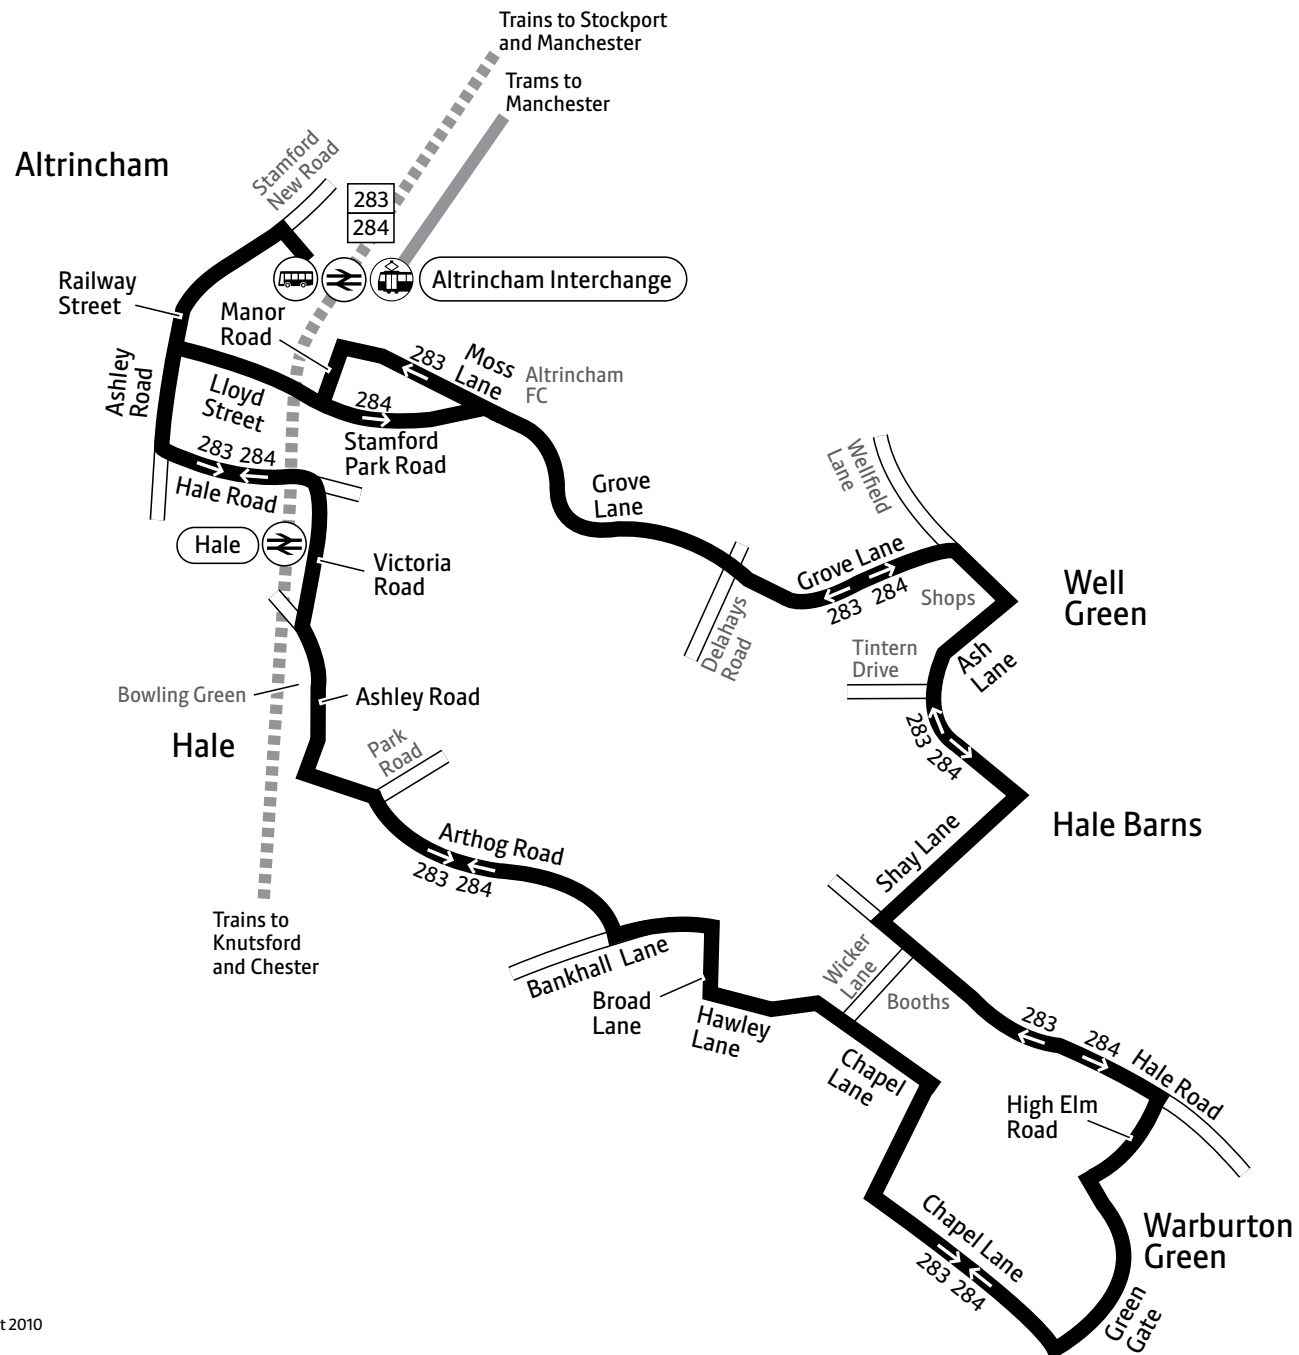 Trains to Stockport
and Manchester
Trams to
Manchester
Altrincham
Stamford
New Road
283
284
Altrincham Interchange
Railway
Street
Manor
Road
Ashley
Road
Lloyd
Street
283
Moss
Lane
Altrincham
FC
284
Stamford
Park Road
283 284
Hale Road
Hale
Victoria
Road
Grove
Lane
Wellfield
Lane
Grove Lane
283 284
Shops
Well
Green
Delahays
Road
Tintern
Drive
Ash
Lane
283
284
Bowling Green
Ashley Road
Hale
Park
Road
Arthog Road
283 284
Hale Barns
Shay Lane
Trains to
Knutsford
and Chester
Bankhall Lane
Broad
Lane
Hawley
Lane
Wicker
Lane
Booths
Chapel
Lane
283
284
Hale Road
High Elm
Road
Chapel Lane
283 284
Warburton
Green
Green
Gate
t 2010